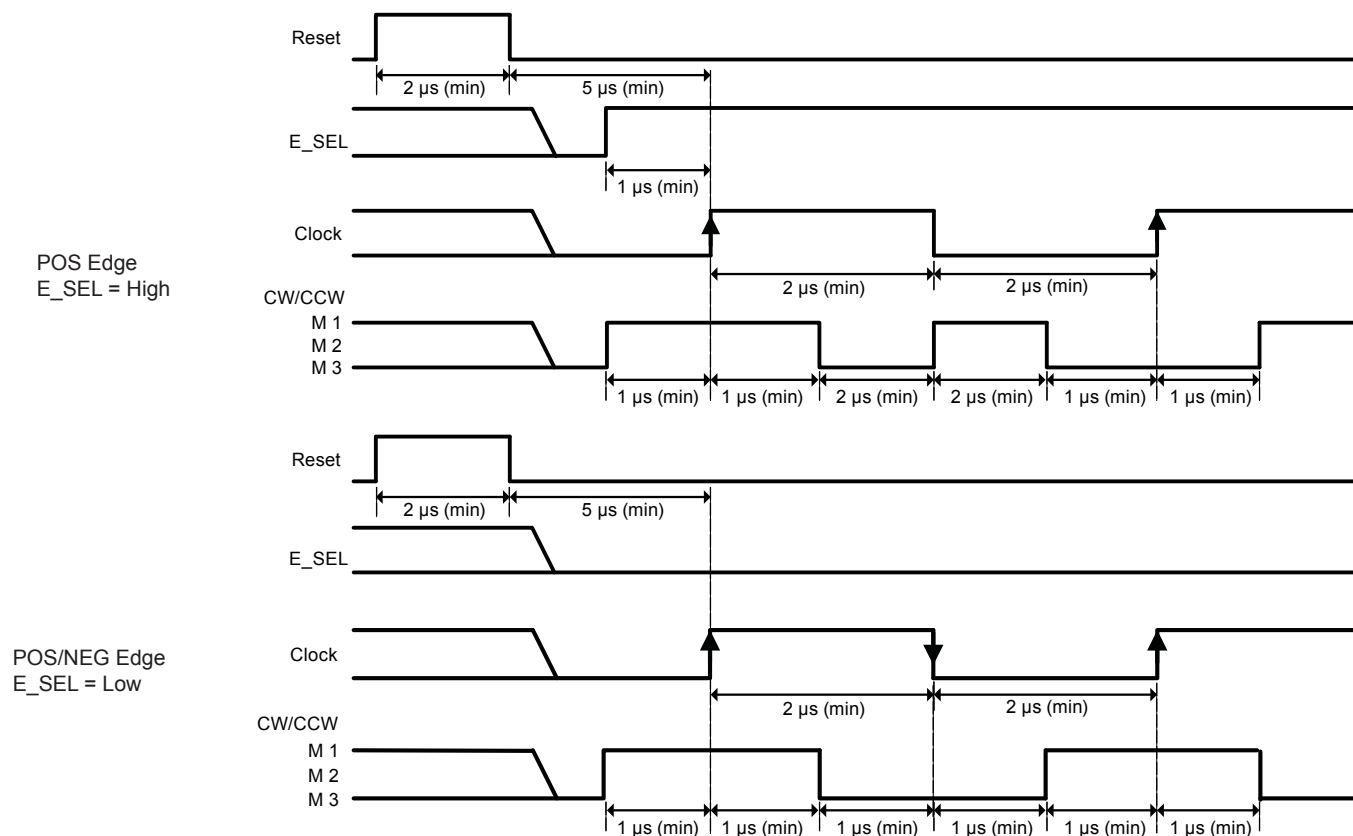 Reset
2 µs (min) 5 µs (min)
E_SEL
1 µs (min)
Clock
POS Edge
E_SEL = High
2 µs (min) 2 µs (min)
CW/CCW
M 1
M 2
M 3
1 µs (min) 1 µs (min) 2 µs (min) 2 µs (min) 1 µs (min) 1 µs (min)
Reset
2 µs (min) 5 µs (min)
E_SEL
Clock
POS/NEG Edge
E_SEL = Low
2 µs (min) 2 µs (min)
CW/CCW
M 1
M 2
M 3
1 µs (min) 1 µs (min) 1 µs (min) 1 µs (min) 1 µs (min) 1 µs (min)